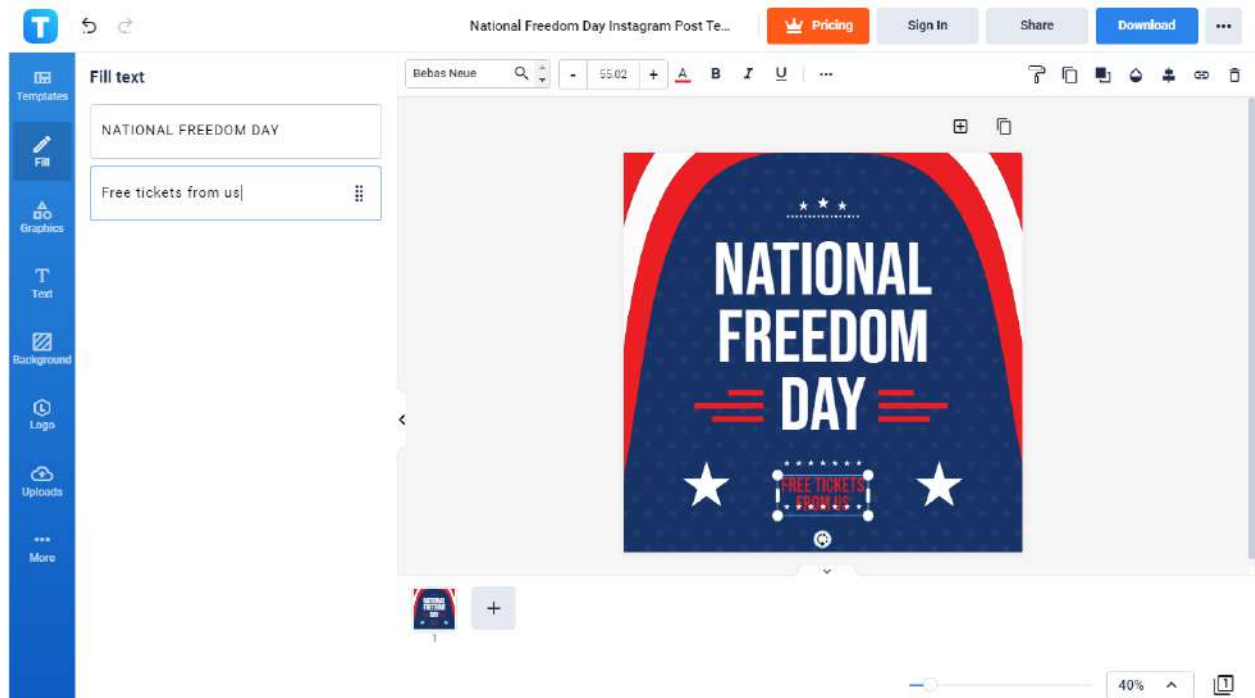 T
National Freedom Day Instagram Post Te...
Pricing
Sign In
Share
Download
Templates
Fill
Graphics
Text
Background
Logo
Uploads
More
Fill text
NATIONAL FREEDOM DAY
Free tickets from us
Bebas Neue
- 55.02 + A B I U
NATIONAL
FREEDOM
DAY
FREE TICKETS
FROM US
1
+
40%
1